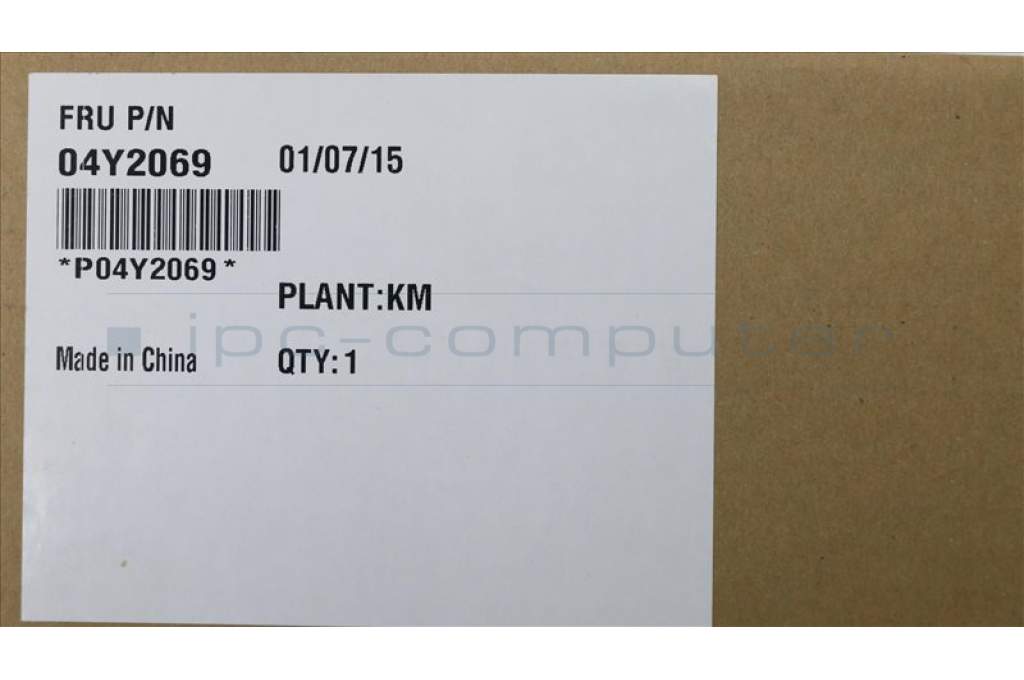 FRU P/N
04Y2069 01/07/15
*P04Y2069*
PLANT:KM
ipc-computer
Made in China QTY:1